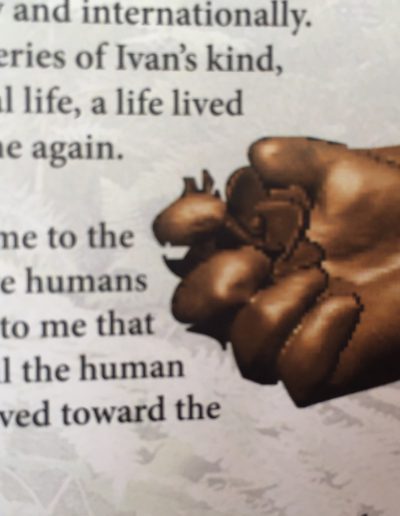 and internationally.
eries of Ivan's kind,
l life, a life lived
e again.
me to the
e humans
to me that
l the human
ved toward the